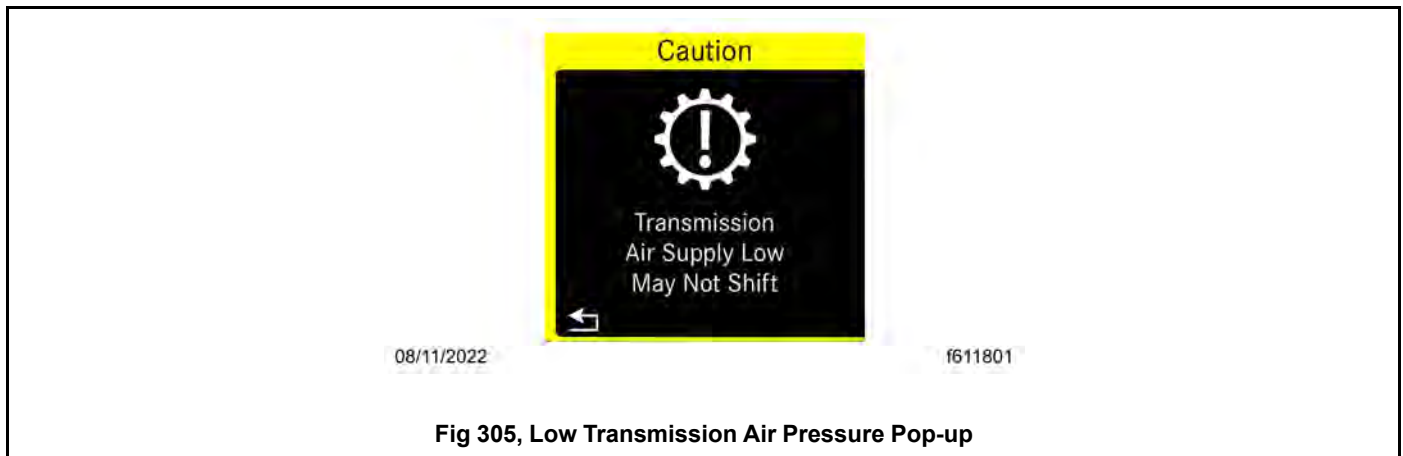 Caution
Transmission
Air Supply Low
May Not Shift
08/11/2022
f611801
Fig 305, Low Transmission Air Pressure Pop-up